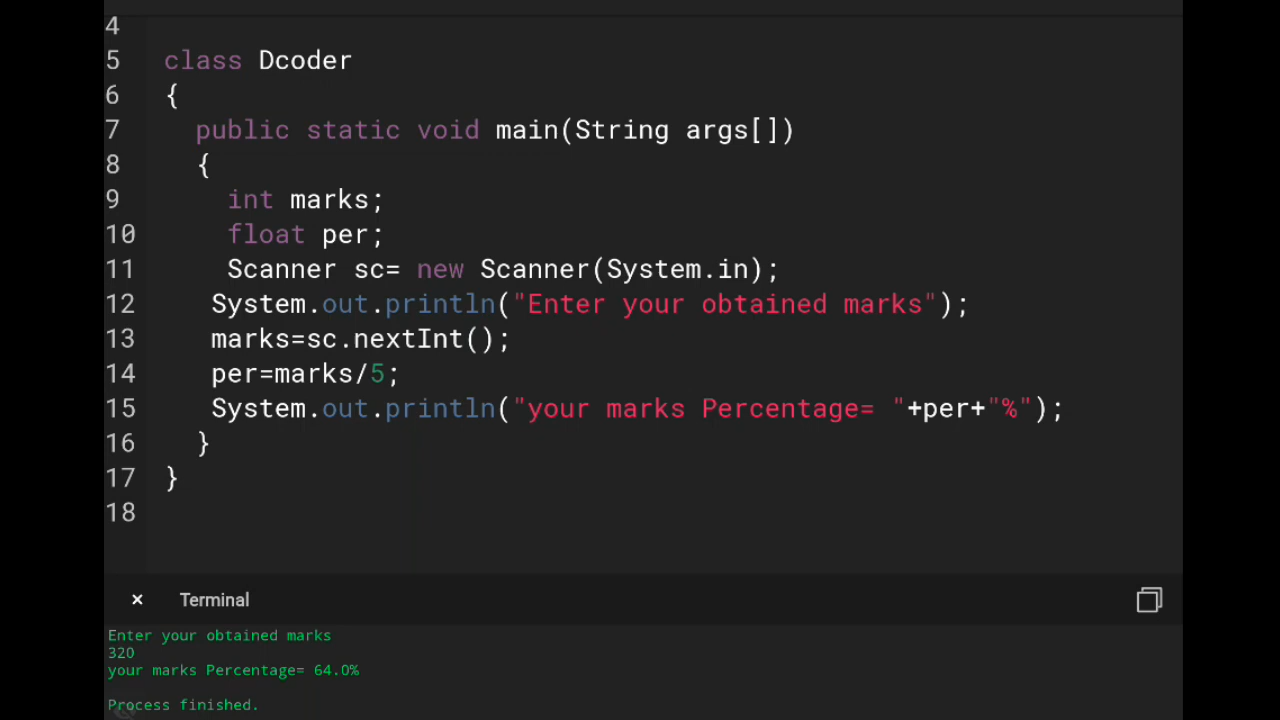 4
5 class Dcoder
6 {
7 public static void main(String args[])
8 {
9 int marks;
10 float per;
11 Scanner sc= new Scanner(System.in);
12 System.out.println("Enter your obtained marks");
13 marks=sc.nextInt();
14 per=marks/5;
15 System.out.println("your marks Percentage= "+per+"%");
16 }
17 }
18
× Terminal
Enter your obtained marks
320
your marks Percentage= 64.0%
Process finished.